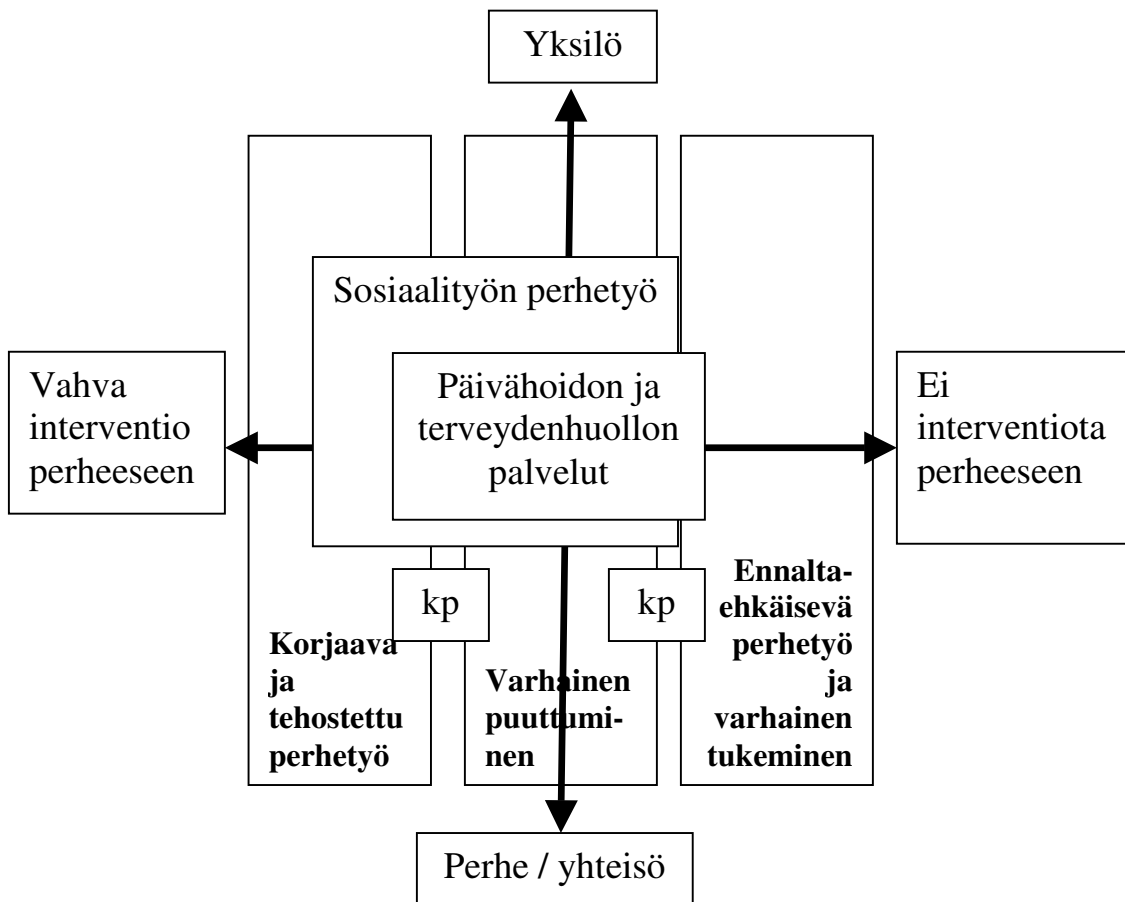 Yksilö
Sosiaalityön perhetyö
Vahva
interventio
perheeseen
Päivähoidon ja
terveydenhuollon
palvelut
Ei
interventiota
perheeseen
kp
kp
Korjaava
ja
tehostettu
perhetyö
Varhainen
puuttumi-
nen
Ennalta-
ehkäisevä
perhetyö
ja
varhainen
tukeminen
Perhe / yhteisö